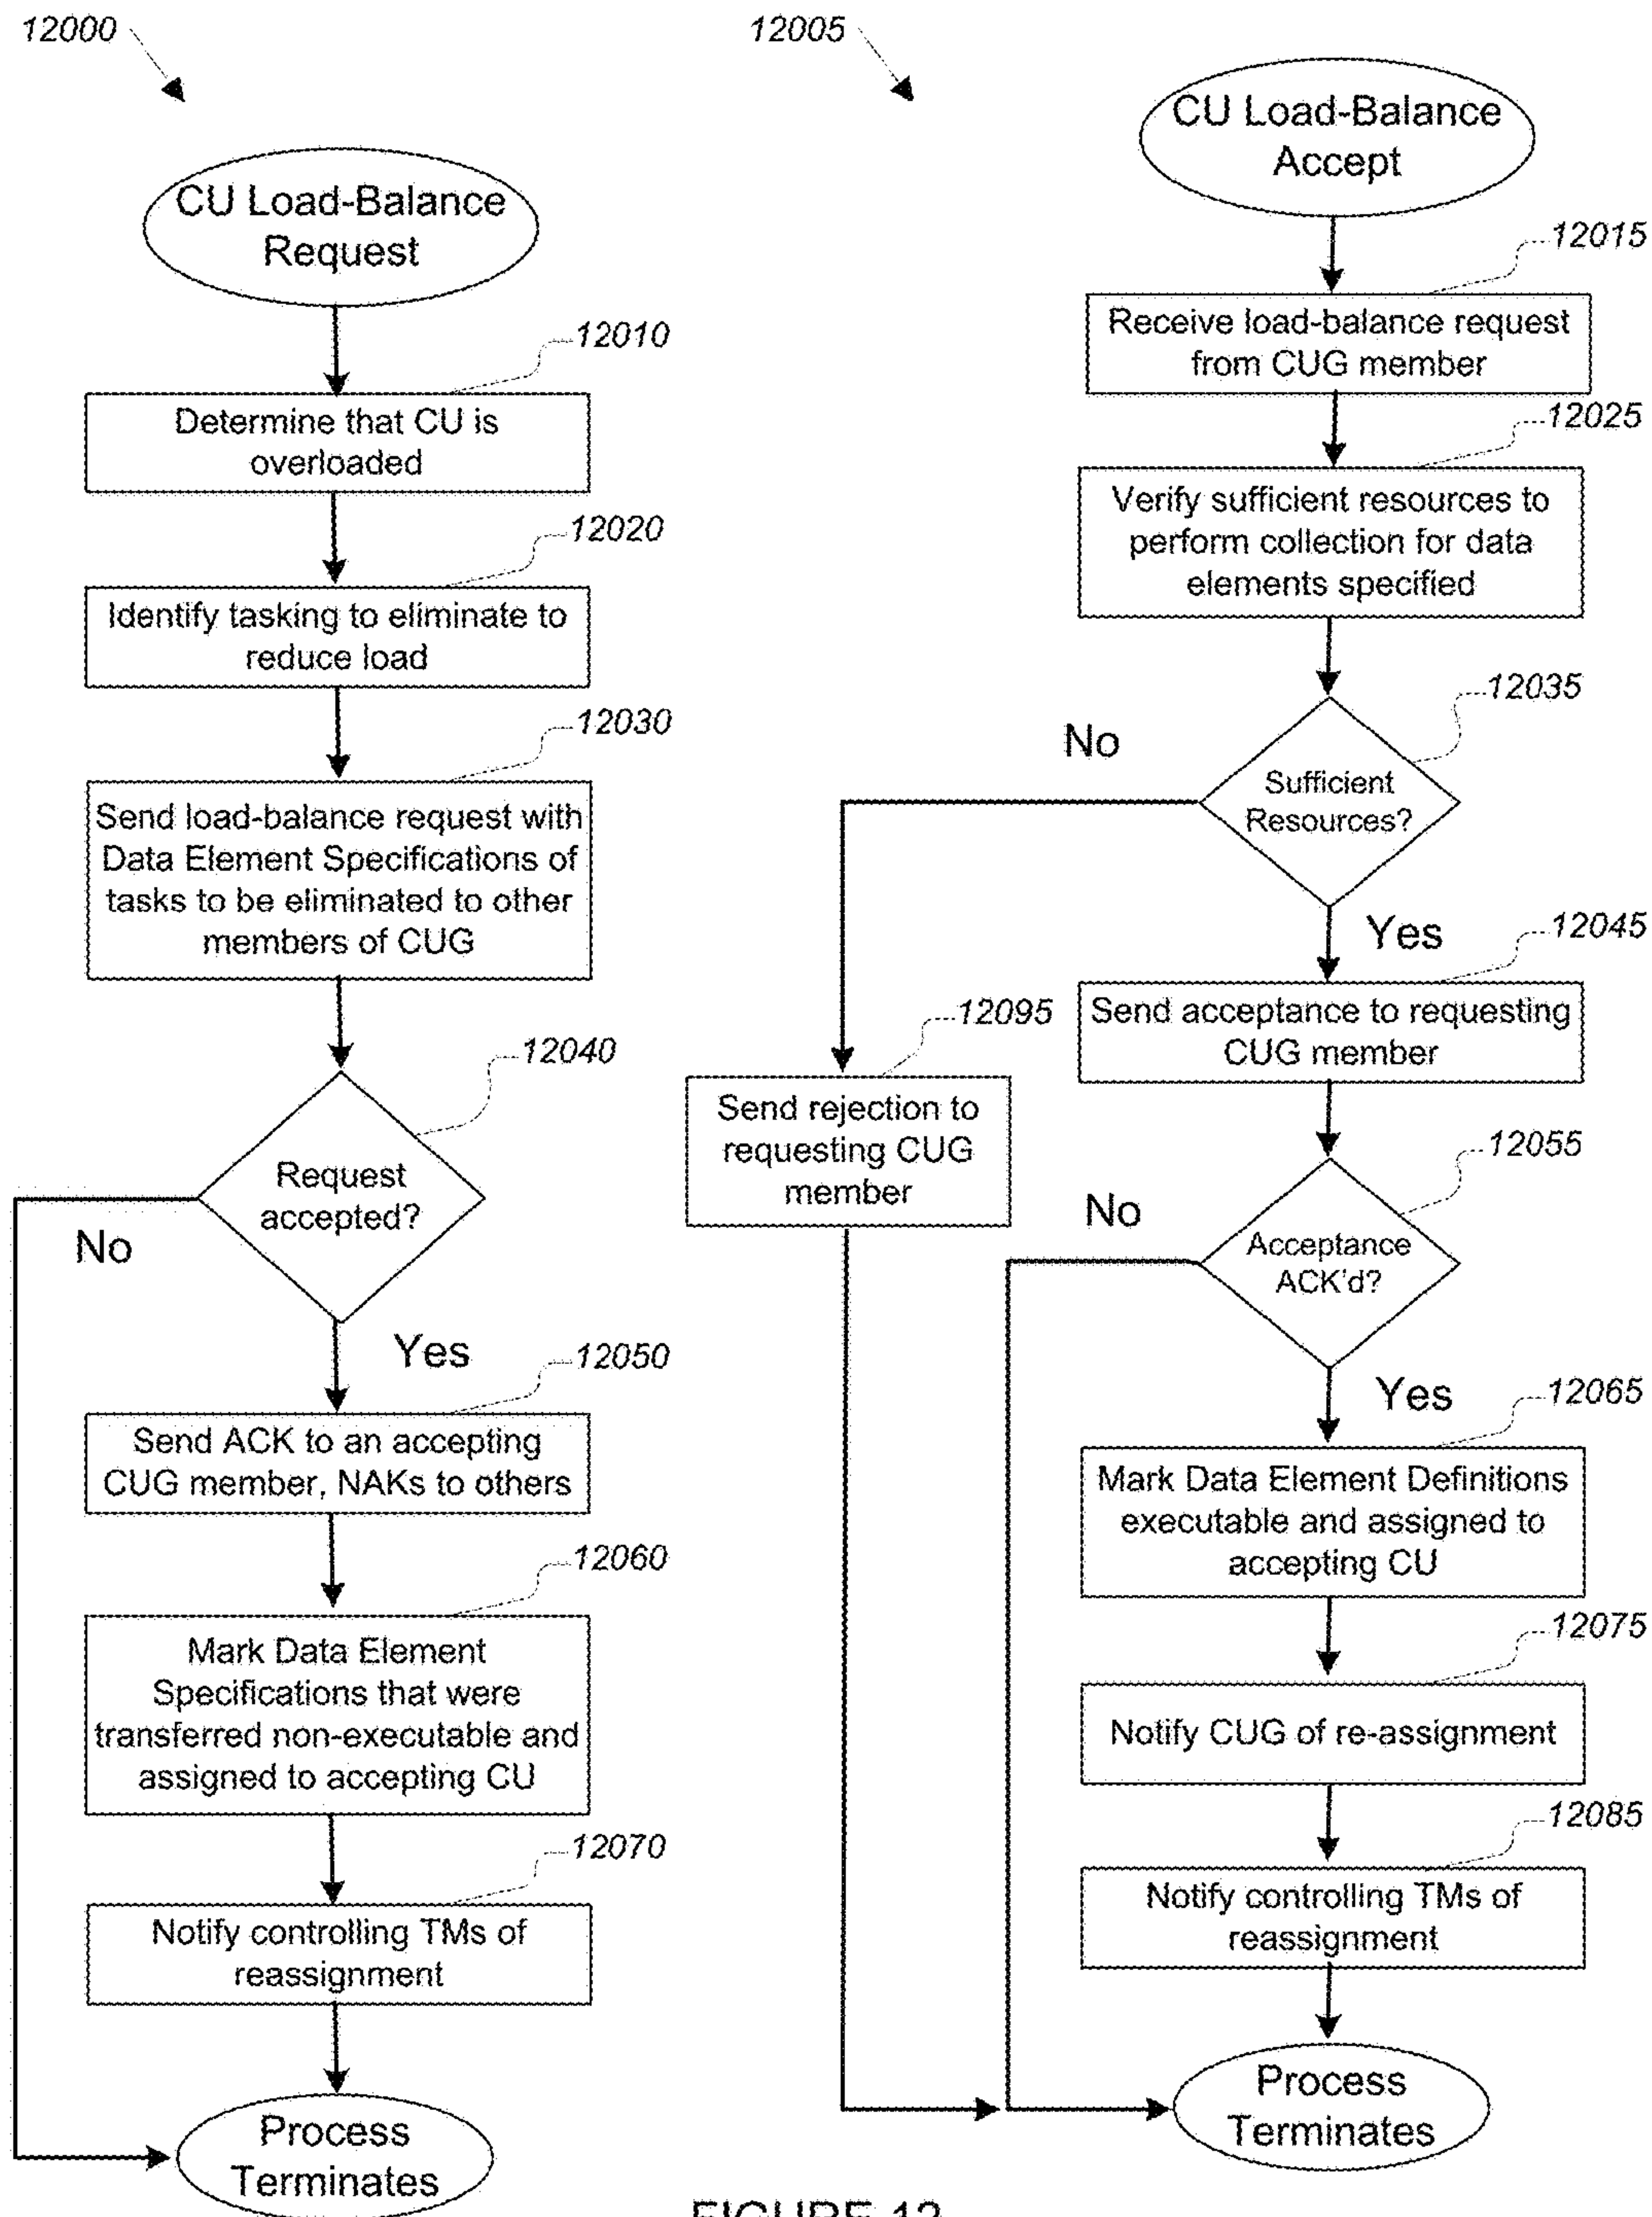 12000
CU Load-Balance
Request
12010
Determine that CU is
overloaded
12020
Identify tasking to eliminate to
reduce load
12030
Send load-balance request with
Data Element Specifications of
tasks to be eliminated to other
members of CUG
12040
Request
accepted?
No
Yes
12050
Send ACK to an accepting
CUG member, NAKs to others
12060
Mark Data Element
Specifications that were
transferred non-executable and
assigned to accepting CU
12070
Notify controlling TMs of
reassignment
Process
Terminates
12005
CU Load-Balance
Accept
12015
Receive load-balance request
from CUG member
12025
Verify sufficient resources to
perform collection for data
elements specified
12035
No
Sufficient
Resources?
Yes
12045
Send acceptance to requesting
CUG member
12095
Send rejection to
requesting CUG
member
12055
No
Acceptance
ACK'd?
Yes
12065
Mark Data Element Definitions
executable and assigned to
accepting CU
12075
Notify CUG of re-assignment
12085
Notify controlling TMs of
reassignment
Process
Terminates
FIGURE 12